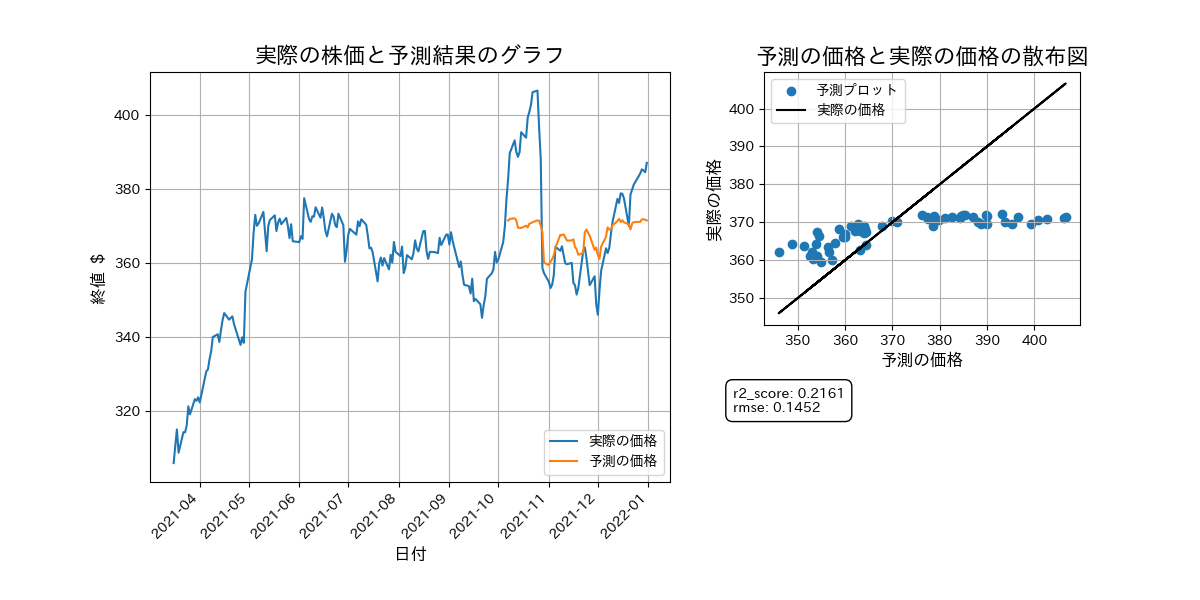 実際の株価と予測結果のグラフ
終値 $
400
380
360
340
320
実際の価格
予測の価格
2021-04
2021-05
2021-06
2021-07
2021-08
2021-09
2021-10
2021-11
2021-12
2022-01
日付
予測の価格と実際の価格の散布図
予測プロット
実際の価格
実際の価格
400
390
380
370
360
350
350
360
370
380
390
400
予測の価格
r2_score: 0.2161
rmse: 0.1452